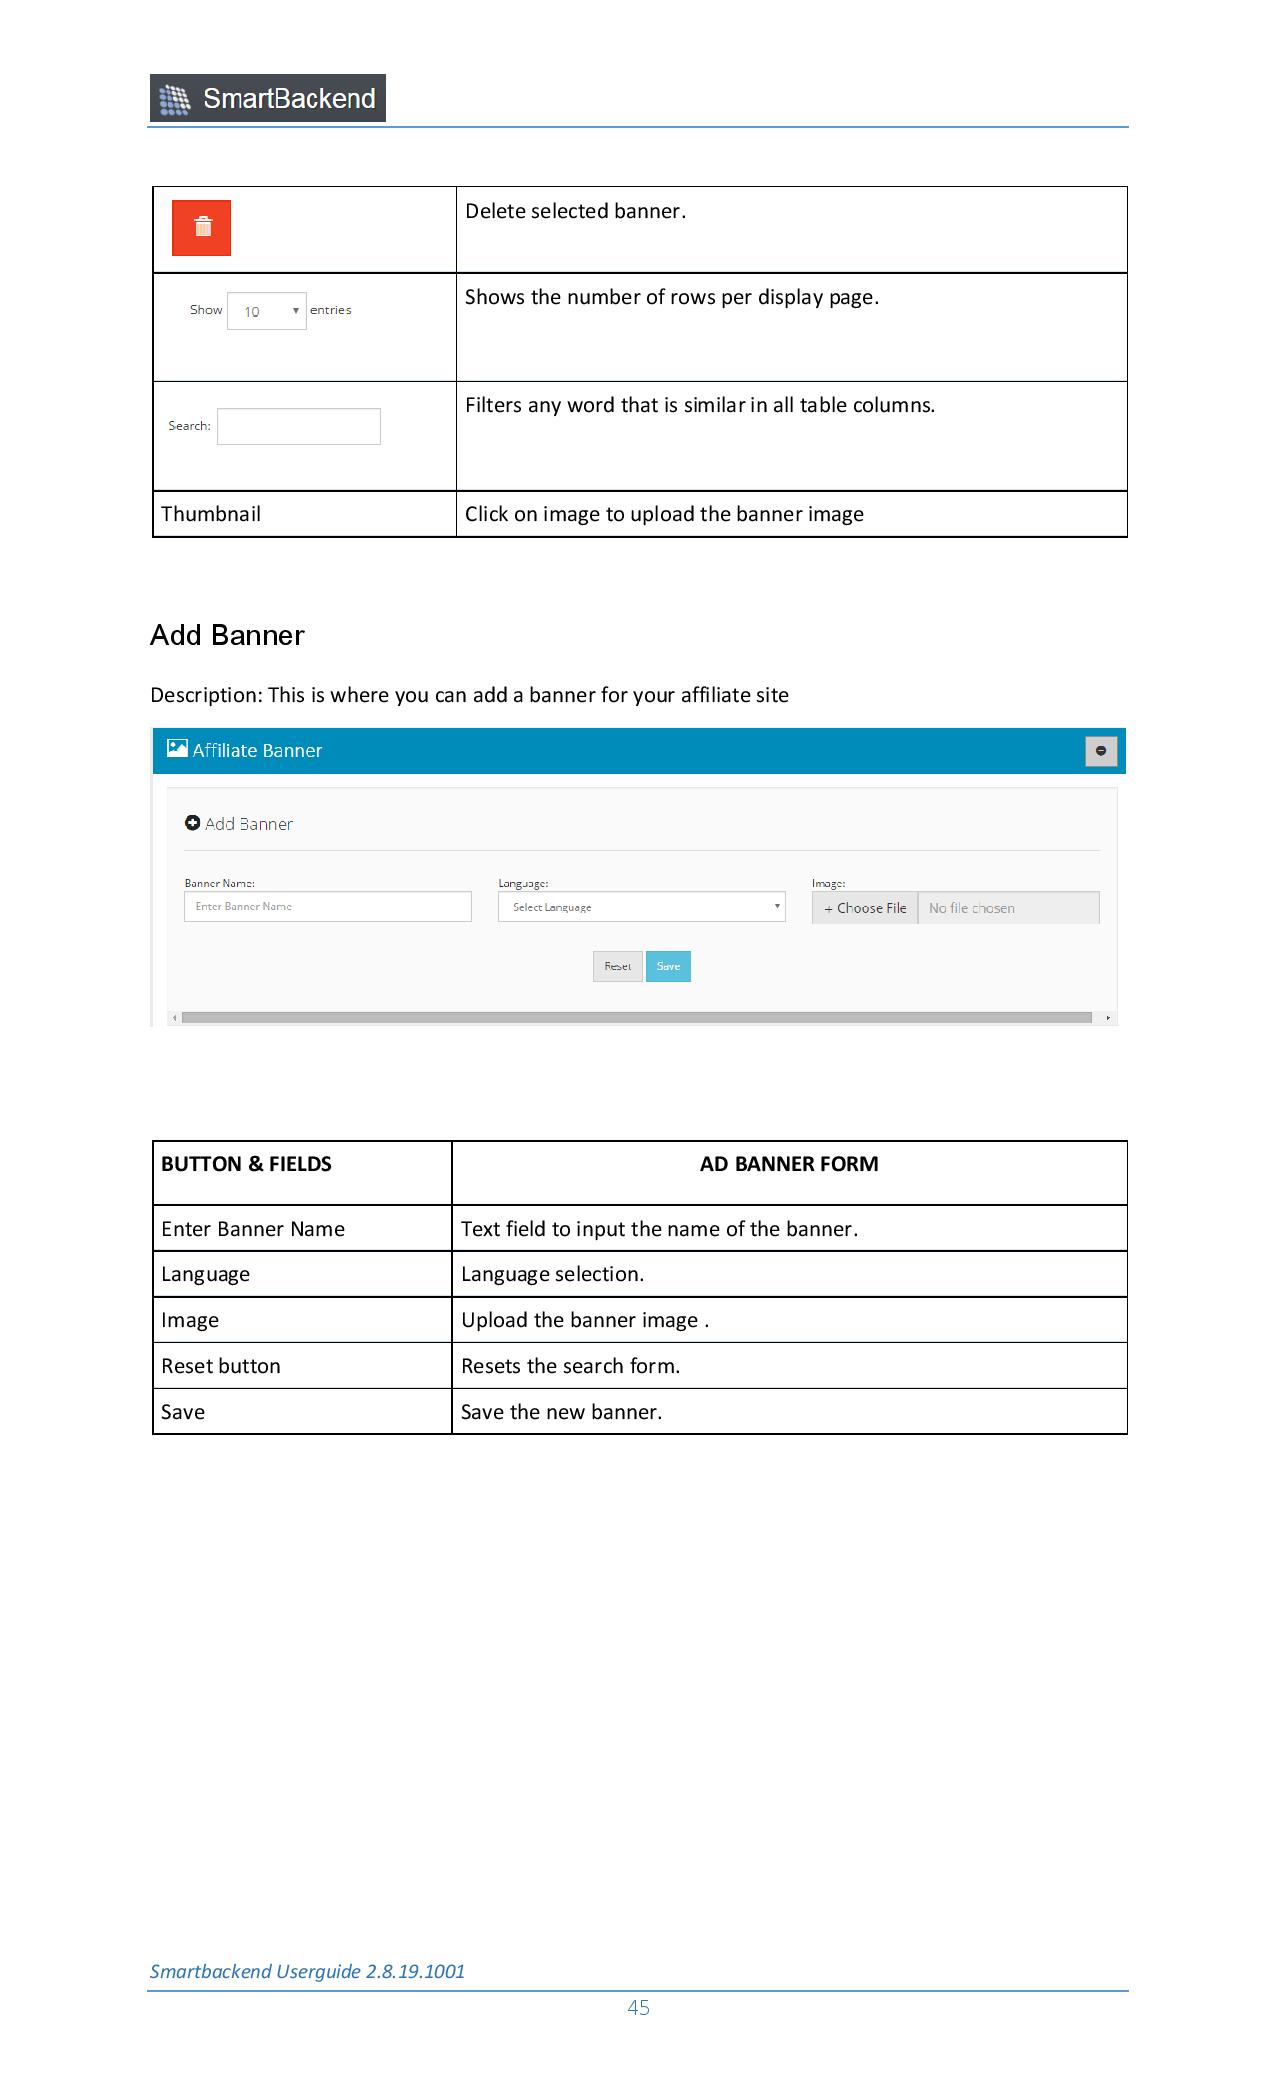 SmartBackend
Delete selected banner.
Show 10 entries
Shows the number of rows per display page.
Search:
Filters any word that is similar in all table columns.
Thumbnail
Click on image to upload the banner image
Add Banner
Description: This is where you can add a banner for your affiliate site
Affiliate Banner
Add Banner
Banner Name:
Enter Banner Name
Language:
Select Language
Image:
+ Choose File
No file chosen
Reset
Save
BUTTON & FIELDS
AD BANNER FORM
Enter Banner Name
Text field to input the name of the banner.
Language
Language selection.
Image
Upload the banner image .
Reset button
Resets the search form.
Save
Save the new banner.
Smartbackend Userguide 2.8.19.1001
45